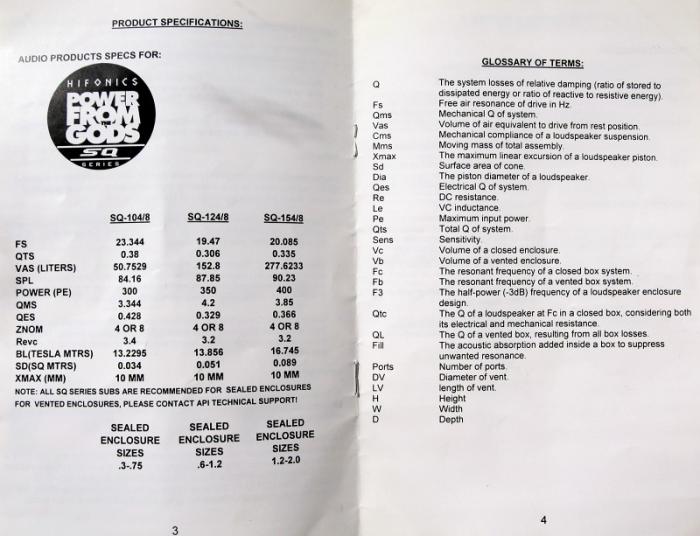 PRODUCT SPECIFICATIONS:
AUDIO PRODUCTS SPECS FOR:
HIFONICS
POWER
FROM
THE
GODS
SQ
SERIES
SQ-104/8 SQ-124/8 SQ-154/8
FS 23.344 19.47 20.085
QTS 0.38 0.306 0.335
VAS (LITERS) 50.7529 152.8 277.6233
SPL 84.16 87.85 90.23
POWER (PE) 300 350 400
QMS 3.344 4.2 3.85
QES 0.428 0.329 0.366
ZNOM 4 OR 8 4 OR 8 4 OR 8
Revc 3.4 3.2 3.2
BL(TESLA MTRS) 13.2295 13.856 16.745
SD(SQ MTRS) 0.034 0.051 0.089
XMAX (MM) 10 MM 10 MM 10 MM
NOTE: ALL SQ SERIES SUBS ARE RECOMMENDED FOR SEALED ENCLOSURES
FOR VENTED ENCLOSURES, PLEASE CONTACT API TECHNICAL SUPPORT!
SEALED SEALED SEALED
ENCLOSURE ENCLOSURE ENCLOSURE
SIZES SIZES SIZES
.3-.75 .6-1.2 1.2-2.0
3
GLOSSARY OF TERMS:
Q The system losses of relative damping (ratio of stored to
dissipated energy or ratio of reactive to resistive energy).
Fs Free air resonance of drive in Hz.
Qms Mechanical Q of system.
Vas Volume of air equivalent to drive from rest position.
Cms Mechanical compliance of a loudspeaker suspension.
Mms Moving mass of total assembly.
Xmax The maximum linear excursion of a loudspeaker piston.
Sd Surface area of cone.
Dia The piston diameter of a loudspeaker.
Qes Electrical Q of system.
Re DC resistance.
Le VC inductance.
Pe Maximum input power.
Qts Total Q of system.
Sens Sensitivity.
Vc Volume of a closed enclosure.
Vb Volume of a vented enclosure.
Fc The resonant frequency of a closed box system.
Fb The resonant frequency of a vented box system.
F3 The half-power (-3dB) frequency of a loudspeaker enclosure
design.
Qtc The Q of a loudspeaker at Fc in a closed box, considering both
its electrical and mechanical resistance.
QL The Q of a vented box, resulting from all box losses.
Fill The acoustic absorption added inside a box to suppress
unwanted resonance.
Ports Number of ports.
DV Diameter of vent.
LV length of vent.
H Height
W Width
D Depth
4